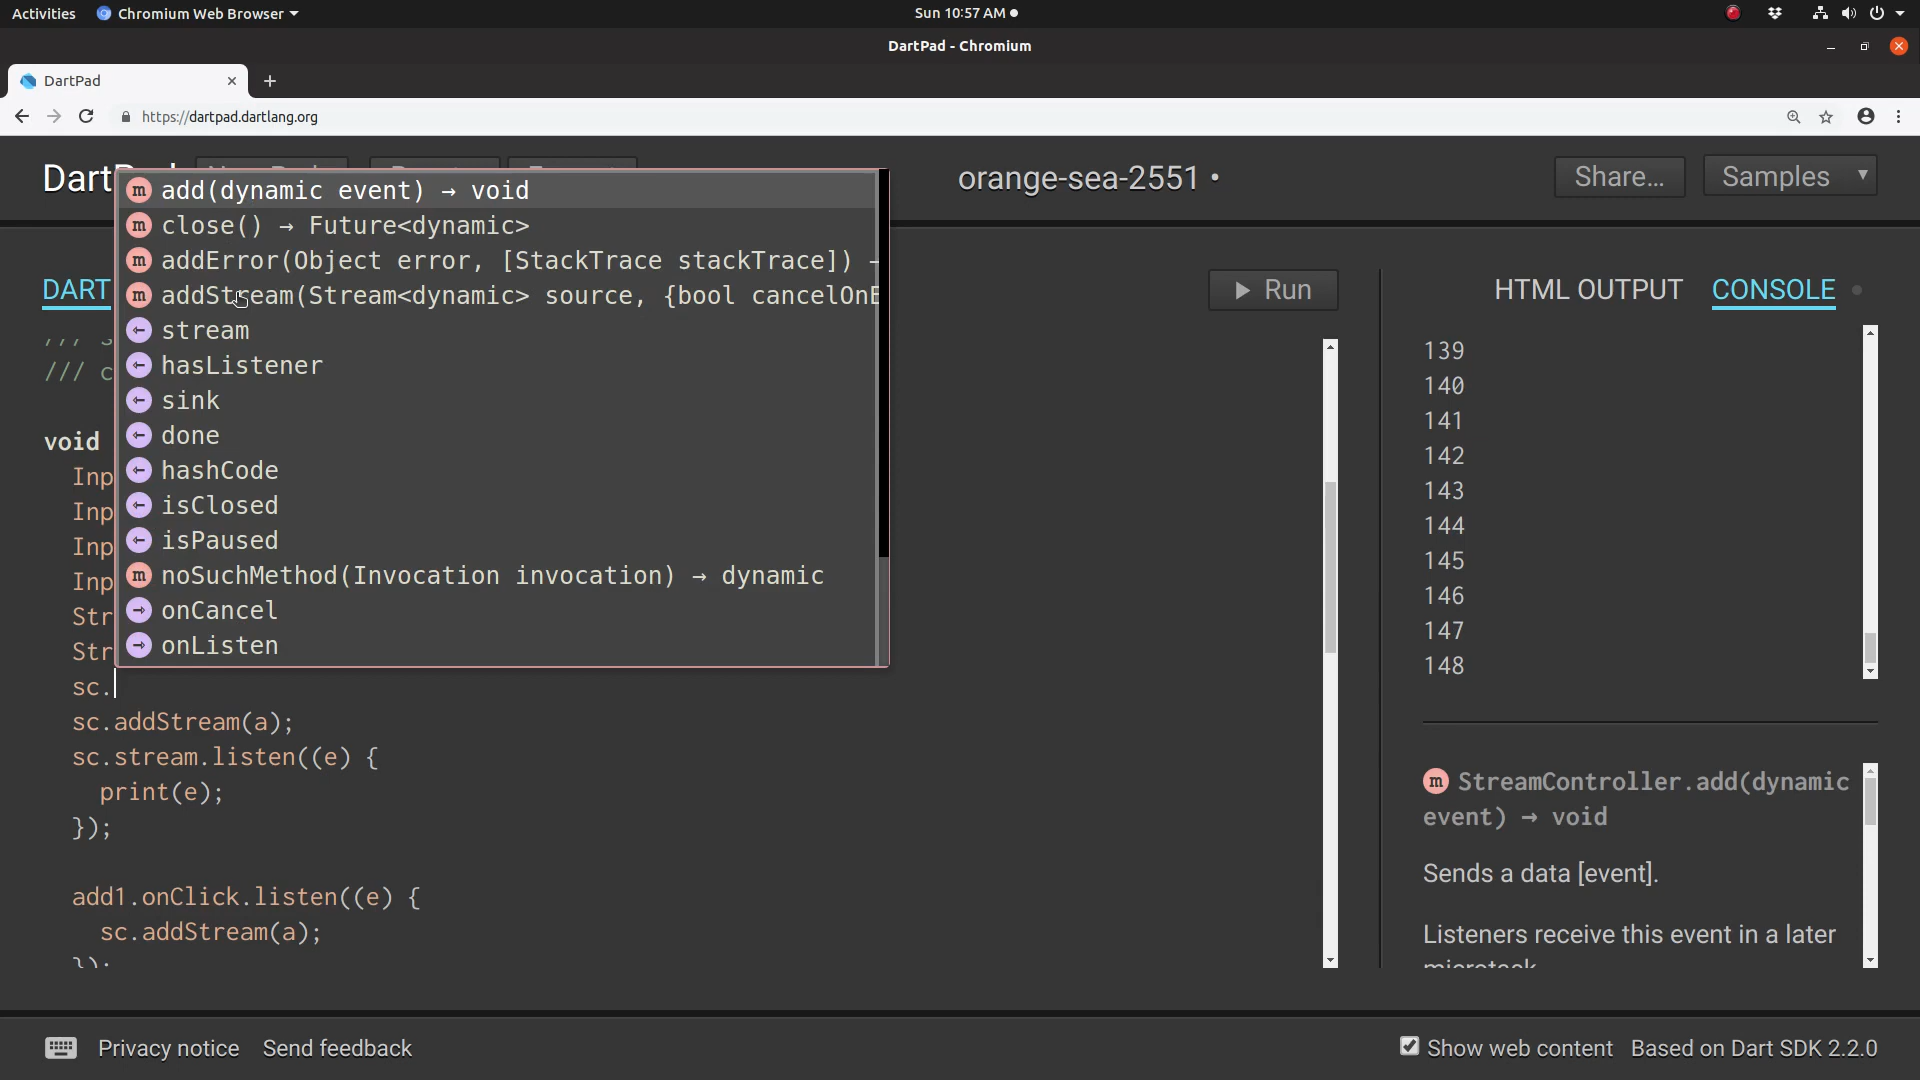 Activities Chromium Web Browser Sun 10:57 AM
DartPad - Chromium
DartPad
https://dartpad.dartlang.org
orange-sea-2551 • Share... Samples
add(dynamic event) → void
close() → Future<dynamic>
addError(Object error, [StackTrace stackTrace])
addStream(Stream<dynamic> source, {bool cancelOnE
stream
hasListener
sink
done
hashCode
isClosed
isPaused
noSuchMethod(Invocation invocation) → dynamic
onCancel
onListen
DART
Run
HTML OUTPUT CONSOLE
/// c
void
Inp
Inp
Inp
Inp
Str
Str
sc.
sc.addStream(a);
sc.stream.listen((e) {
print(e);
});
add1.onClick.listen((e) {
sc.addStream(a);
});
139
140
141
142
143
144
145
146
147
148
m StreamController.add(dynamic
event) → void
Sends a data [event].
Listeners receive this event in a later
microtask
Privacy notice Send feedback
Show web content Based on Dart SDK 2.2.0